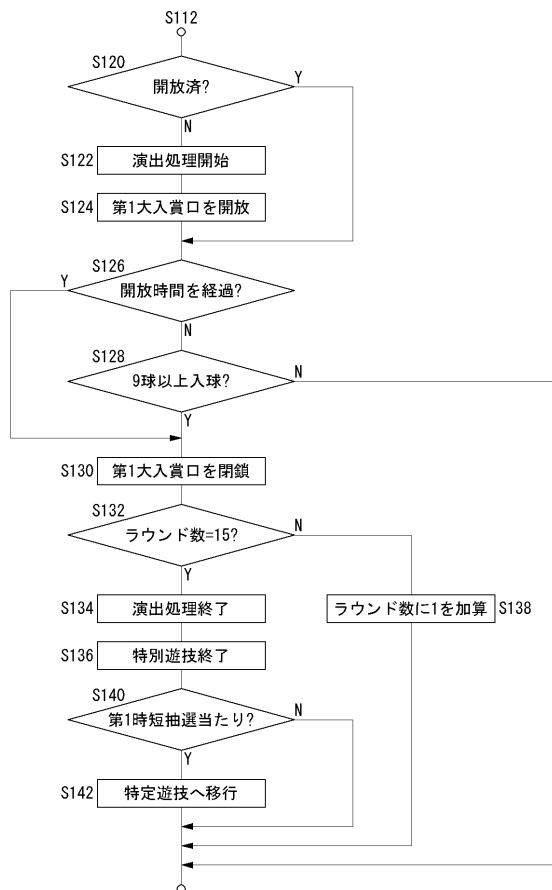 S112
S120
開放済?
Y
N
S122
演出処理開始
S124
第1大入賞口を開放
S126
Y
開放時間を経過?
N
S128
9球以上入球?
N
Y
S130
第1大入賞口を閉鎖
S132
ラウンド数=15?
N
Y
S134
演出処理終了
ラウンド数に1を加算
S138
S136
特別遊技終了
S140
第1時短抽選当たり?
N
Y
S142
特定遊技へ移行